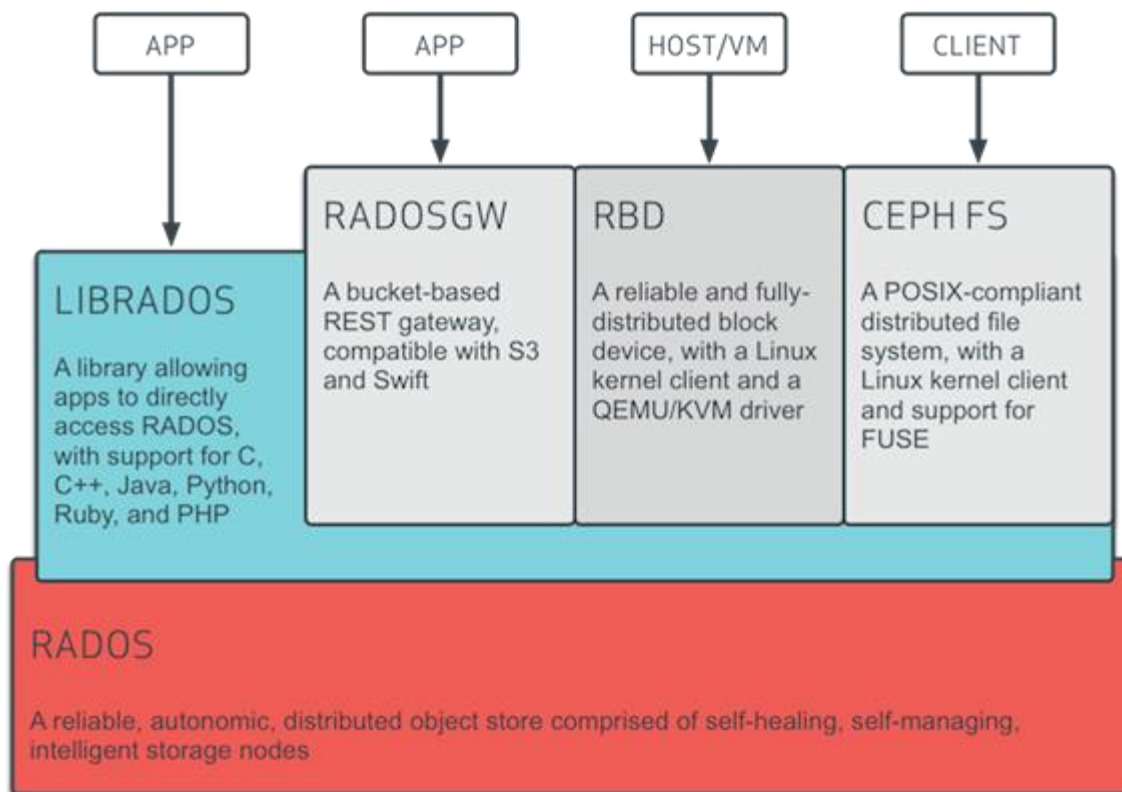 APP
APP
HOST/VM
CLIENT
LIBRADOS
A library allowing
apps to directly
access RADOS,
with support for C,
C++, Java, Python,
Ruby, and PHP
RADOSGW
A bucket-based
REST gateway,
compatible with S3
and Swift
RBD
A reliable and fully-
distributed block
device, with a Linux
kernel client and a
QEMU/KVM driver
CEPH FS
A POSIX-compliant
distributed file
system, with a
Linux kernel client
and support for
FUSE
RADOS
A reliable, autonomic, distributed object store comprised of self-healing, self-managing,
intelligent storage nodes